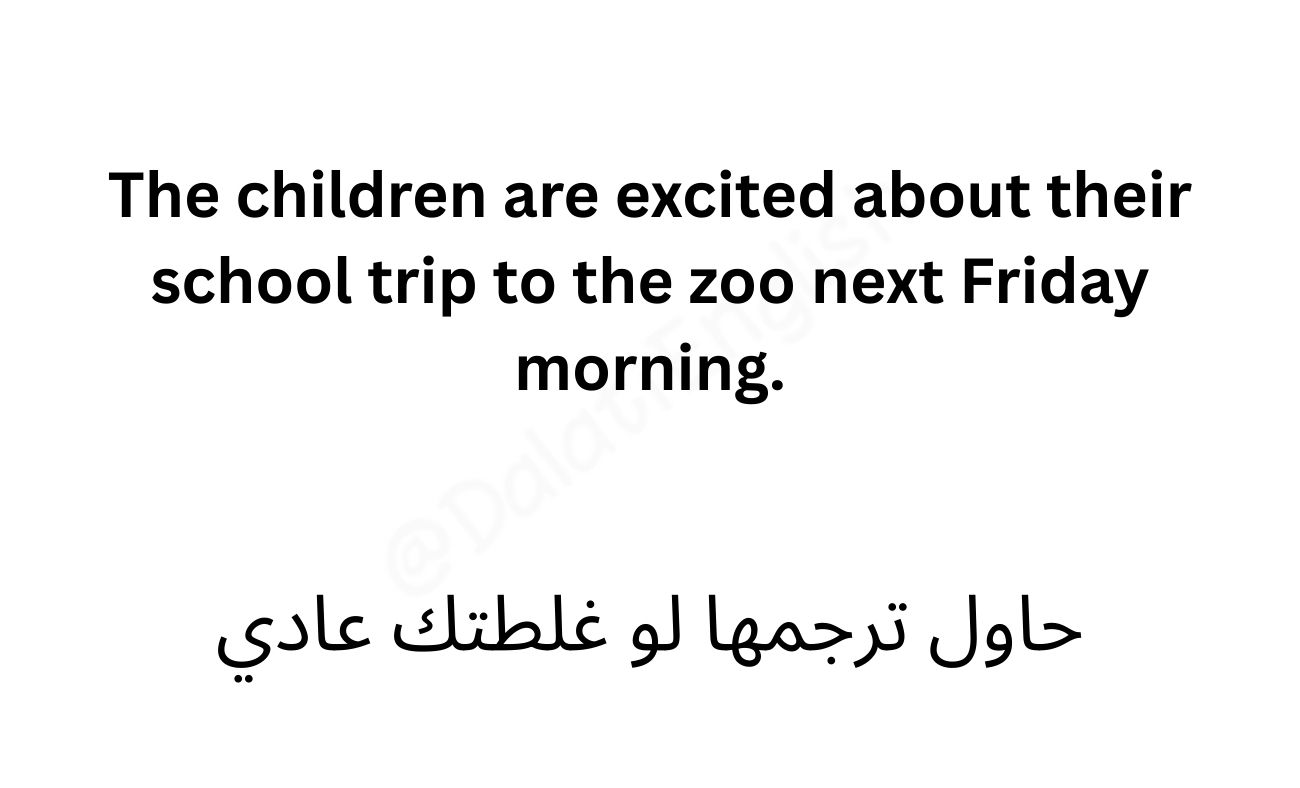 The children are excited about their
school trip to the zoo next Friday
morning.
@DalatEnglish
حاول ترجمها لو غلطتك عادي